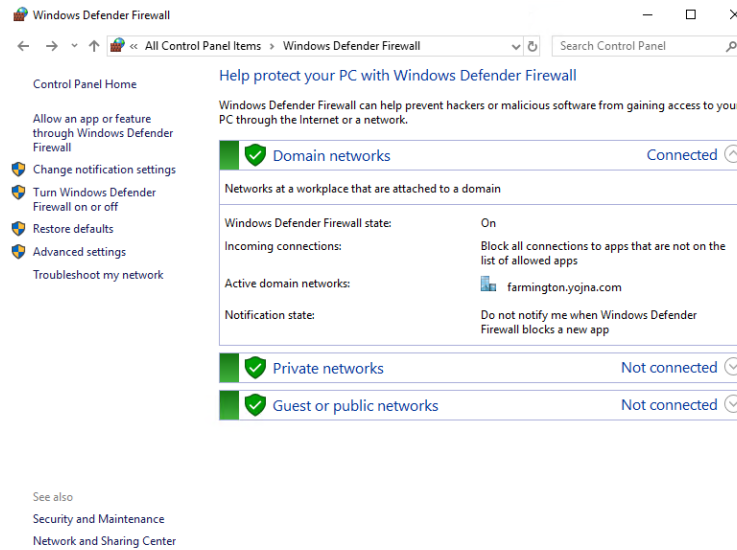 Windows Defender Firewall
« All Control Panel Items > Windows Defender Firewall
Search Control Panel
Control Panel Home
Allow an app or feature
through Windows Defender
Firewall
Change notification settings
Turn Windows Defender
Firewall on or off
Restore defaults
Advanced settings
Troubleshoot my network
See also
Security and Maintenance
Network and Sharing Center
Help protect your PC with Windows Defender Firewall
Windows Defender Firewall can help prevent hackers or malicious software from gaining access to your
PC through the Internet or a network.
Domain networks Connected
Networks at a workplace that are attached to a domain
Windows Defender Firewall state: On
Incoming connections: Block all connections to apps that are not on the
list of allowed apps
Active domain networks: farmington.yojna.com
Notification state: Do not notify me when Windows Defender
Firewall blocks a new app
Private networks Not connected
Guest or public networks Not connected